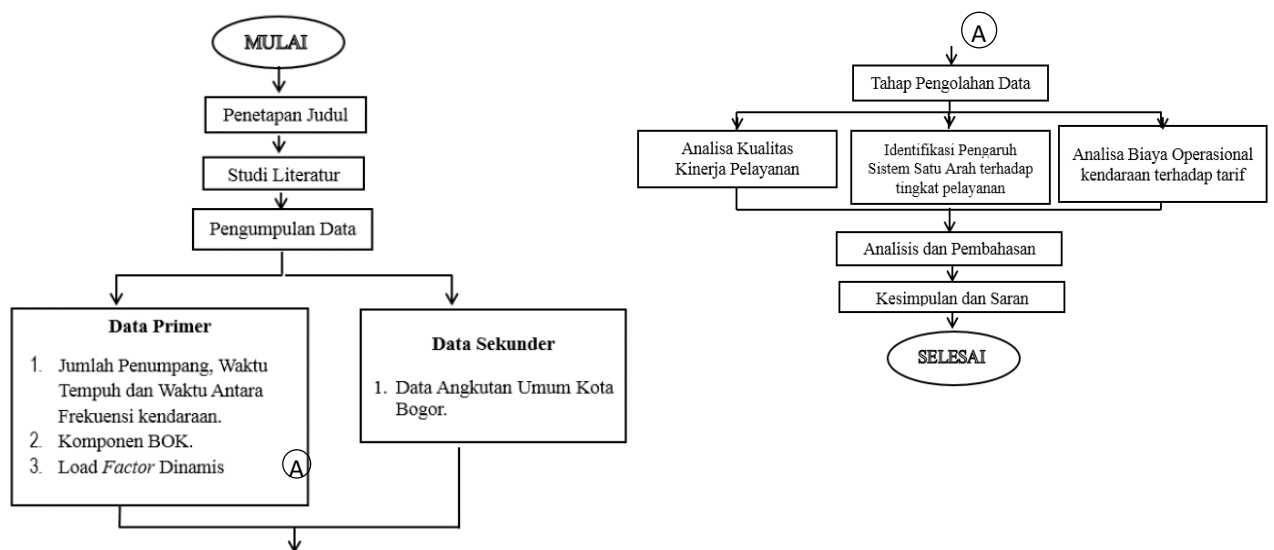 MULAI
Penetapan Judul
Studi Literatur
Pengumpulan Data
Data Primer
1. Jumlah Penumpang, Waktu
Tempuh dan Waktu Antara
Frekuensi kendaraan.
2. Komponen BOK.
3. Load Factor Dinamis
A
Data Sekunder
1. Data Angkutan Umum Kota
Bogor.
A
Tahap Pengolahan Data
Analisa Kualitas
Kinerja Pelayanan
Identifikasi Pengaruh
Sistem Satu Arah terhadap
tingkat pelayanan
Analisa Biaya Operasional
kendaraan terhadap tarif
Analisis dan Pembahasan
Kesimpulan dan Saran
SELESAI